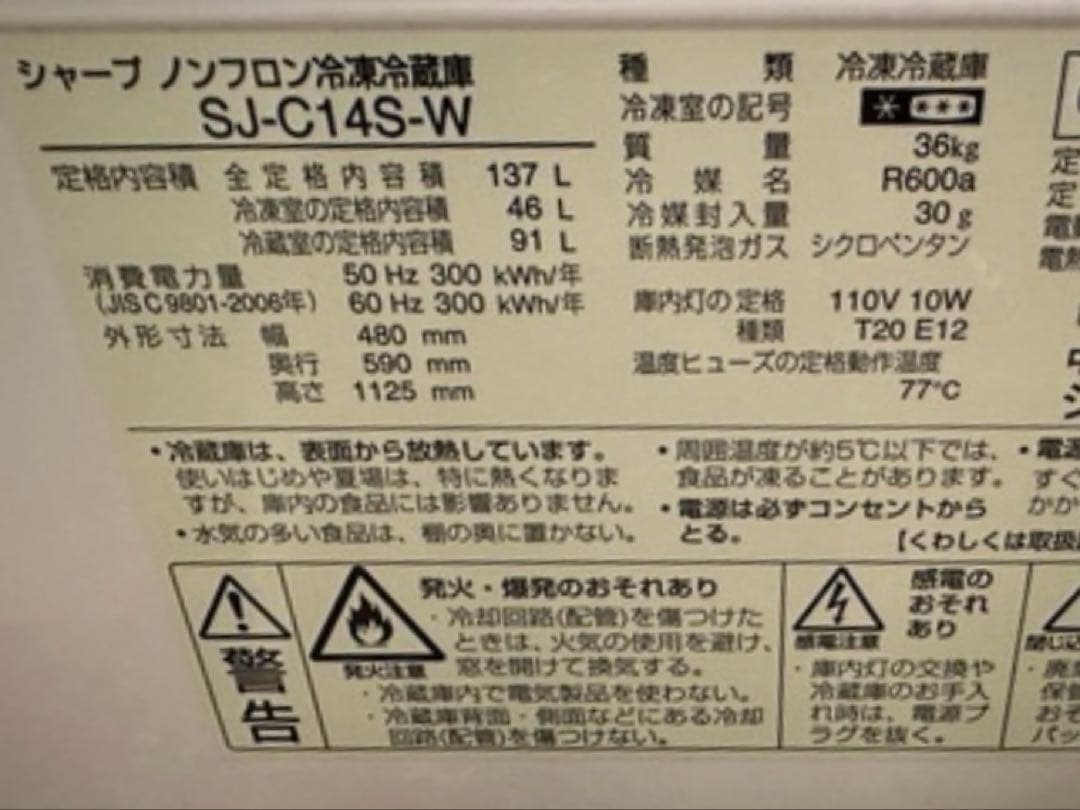 シャープ ノンフロン冷凍冷蔵庫
SJ-C14S-W
定格内容積 全定格内容積 137 L
冷凍室の定格内容積 46 L
冷蔵室の定格内容積 91 L
消費電力量 50 Hz 300 kWh/年
(JIS C 9801-2006年) 60 Hz 300 kWh/年
外形寸法 幅 480 mm
奥行 590 mm
高さ 1125 mm
種類 冷凍冷蔵庫
冷凍室の記号
質量 36kg
冷媒名 R600a
冷媒封入量 30 g
断熱発泡ガス シクロペンタン
庫内灯の定格 110V 10W
種類 T20 E12
温度ヒューズの定格動作温度
77℃
定
定
電
電
・冷蔵庫は、表面から放熱しています。
使いはじめや夏場は、特に熱くなりま
すが、庫内の食品には影響ありません。
・水気の多い食品は、棚の奥に置かない。
・周囲温度が約5℃以下では、
食品が凍ることがあります。
・電源は必ずコンセントから
とる。
・電源
すぐ
かか
【くわしくは取扱
警告
発火注意
発火・爆発のおそれあり
・冷却回路(配管)を傷つけた
ときは、火気の使用を避け、
窓を開けて換気する。
・冷蔵庫内で電気製品を使わない。
・冷蔵庫背面・側面などにある冷却
回路(配管)を傷つけない。
感電注意
感電の
おそれ
あり
・庫内灯の交換や
冷蔵庫のお手入
れ時は、電源プ
ラグを抜く。
閉じ込
・廃
保管
おそ
パッ